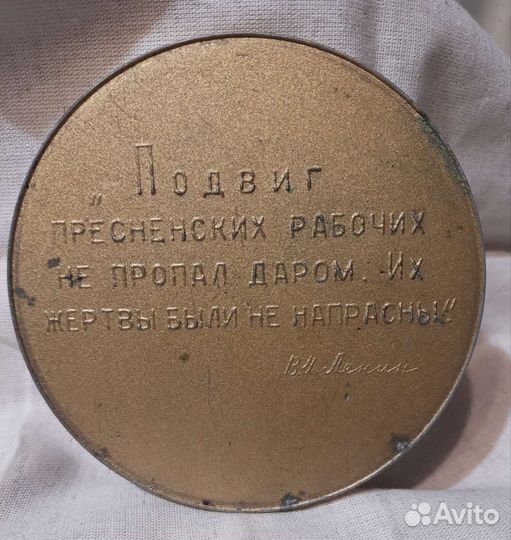 „Подвиг
пресненских рабочих
не пропал даром. Их
жертвы были не напрасны."
В.И. Ленин
Avito